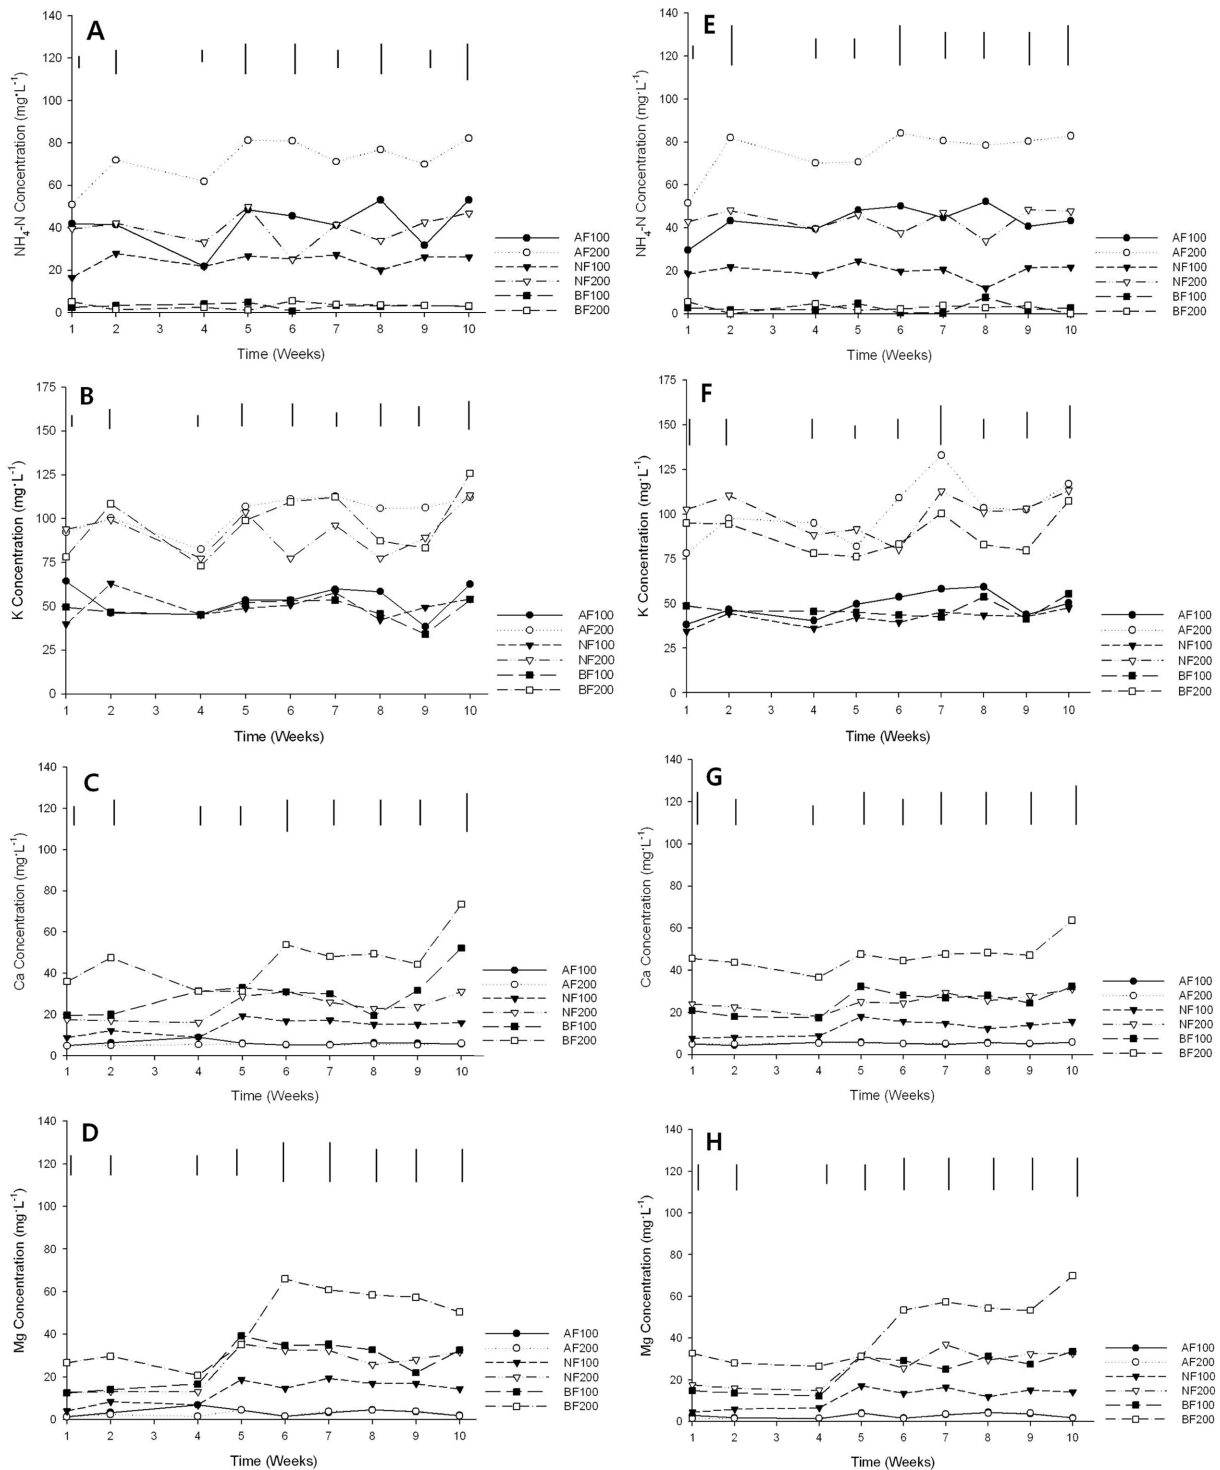 A
NH4-N Concentration (mg·L-1)
140
120
100
80
60
40
20
0
1 2 3 4 5 6 7 8 9 10
Time (Weeks)
AF100
AF200
NF100
NF200
BF100
BF200
E
NH4-N Concentration (mg·L-1)
140
120
100
80
60
40
20
0
1 2 3 4 5 6 7 8 9 10
Time (Weeks)
AF100
AF200
NF100
NF200
BF100
BF200
B
K Concentration (mg·L-1)
175
150
125
100
75
50
25
0
1 2 3 4 5 6 7 8 9 10
Time (Weeks)
AF100
AF200
NF100
NF200
BF100
BF200
F
K Concentration (mg·L-1)
175
150
125
100
75
50
25
0
1 2 3 4 5 6 7 8 9 10
Time (Weeks)
AF100
AF200
NF100
NF200
BF100
BF200
C
Ca Concentration (mg·L-1)
140
120
100
80
60
40
20
0
1 2 3 4 5 6 7 8 9 10
Time (Weeks)
AF100
AF200
NF100
NF200
BF100
BF200
G
Ca Concentration (mg·L-1)
140
120
100
80
60
40
20
0
1 2 3 4 5 6 7 8 9 10
Time (Weeks)
AF100
AF200
NF100
NF200
BF100
BF200
D
Mg Concentration (mg·L-1)
140
120
100
80
60
40
20
0
1 2 3 4 5 6 7 8 9 10
Time (Weeks)
AF100
AF200
NF100
NF200
BF100
BF200
H
Mg Concentration (mg·L-1)
140
120
100
80
60
40
20
0
1 2 3 4 5 6 7 8 9 10
Time (Weeks)
AF100
AF200
NF100
NF200
BF100
BF200